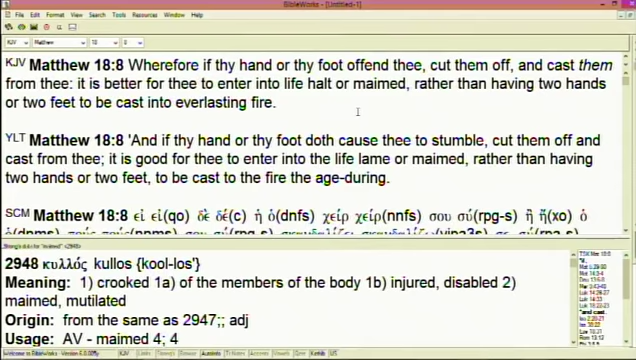 BibleWorks - [Untitled-1]
File Edit Form View Search Tools Resources Window Help
KJV Matthew 18 8
KJV Matthew 18:8 Wherefore if thy hand or thy foot offend thee, cut them off, and cast them
from thee: it is better for thee to enter into life halt or maimed, rather than having two hands
or two feet to be cast into everlasting fire.
YLT Matthew 18:8 'And if thy hand or thy foot doth cause thee to stumble, cut them off and
cast from thee; it is good for thee to enter into the life lame or maimed, rather than having
two hands or two feet, to be cast to the fire the age-during.
SCM Matthew 18:8 εἰ εἰ(qo) δὲ δέ(c) ἡ ὁ(dnfs) χείρ χείρ(nnfs) σου σύ(rpg-s) ἢ ἤ(xo) ὁ
2948 κυλλός kullos {kool-los'}
Meaning: 1) crooked 1a) of the members of the body 1b) injured, disabled 2)
maimed, mutilated
Origin: from the same as 2947;; adj
Usage: AV - maimed 4; 4